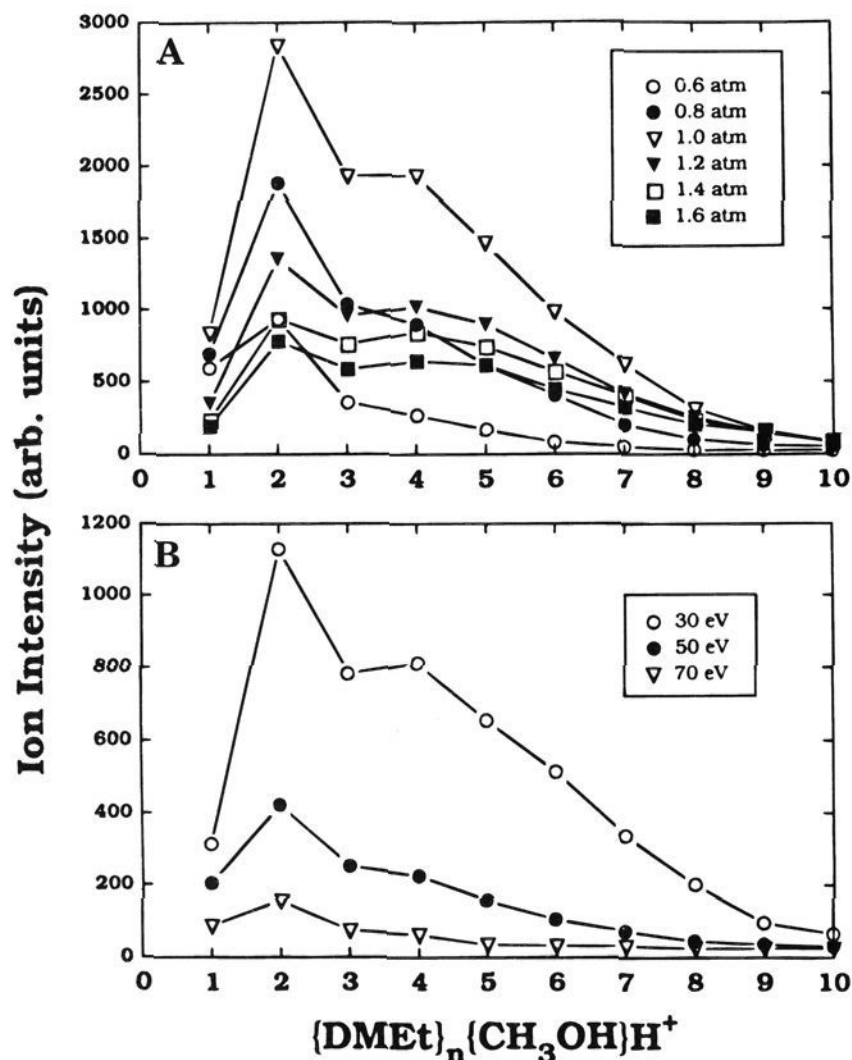 A
3000
2500
2000
1500
1000
500
0
0 1 2 3 4 5 6 7 8 9 10
0.6 atm
0.8 atm
1.0 atm
1.2 atm
1.4 atm
1.6 atm
Ion Intensity (arb. units)
B
1200
1000
800
600
400
200
0
0 1 2 3 4 5 6 7 8 9 10
30 eV
50 eV
70 eV
{DMEt}ₙ{CH₃OH}H⁺